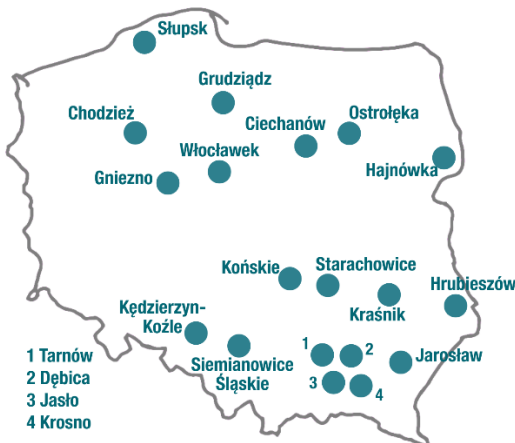 Słupsk
Grudziądz
Chodzież
Ciechanów
Ostrołęka
Włocławek
Hajnówka
Gniezno
Końskie
Starachowice
Hrubieszów
Kraśnik
Kędzierzyn-
Koźle
Siemianowice
Śląskie
1
2
Jarosław
3
4
1 Tarnów
2 Dębica
3 Jasło
4 Krosno